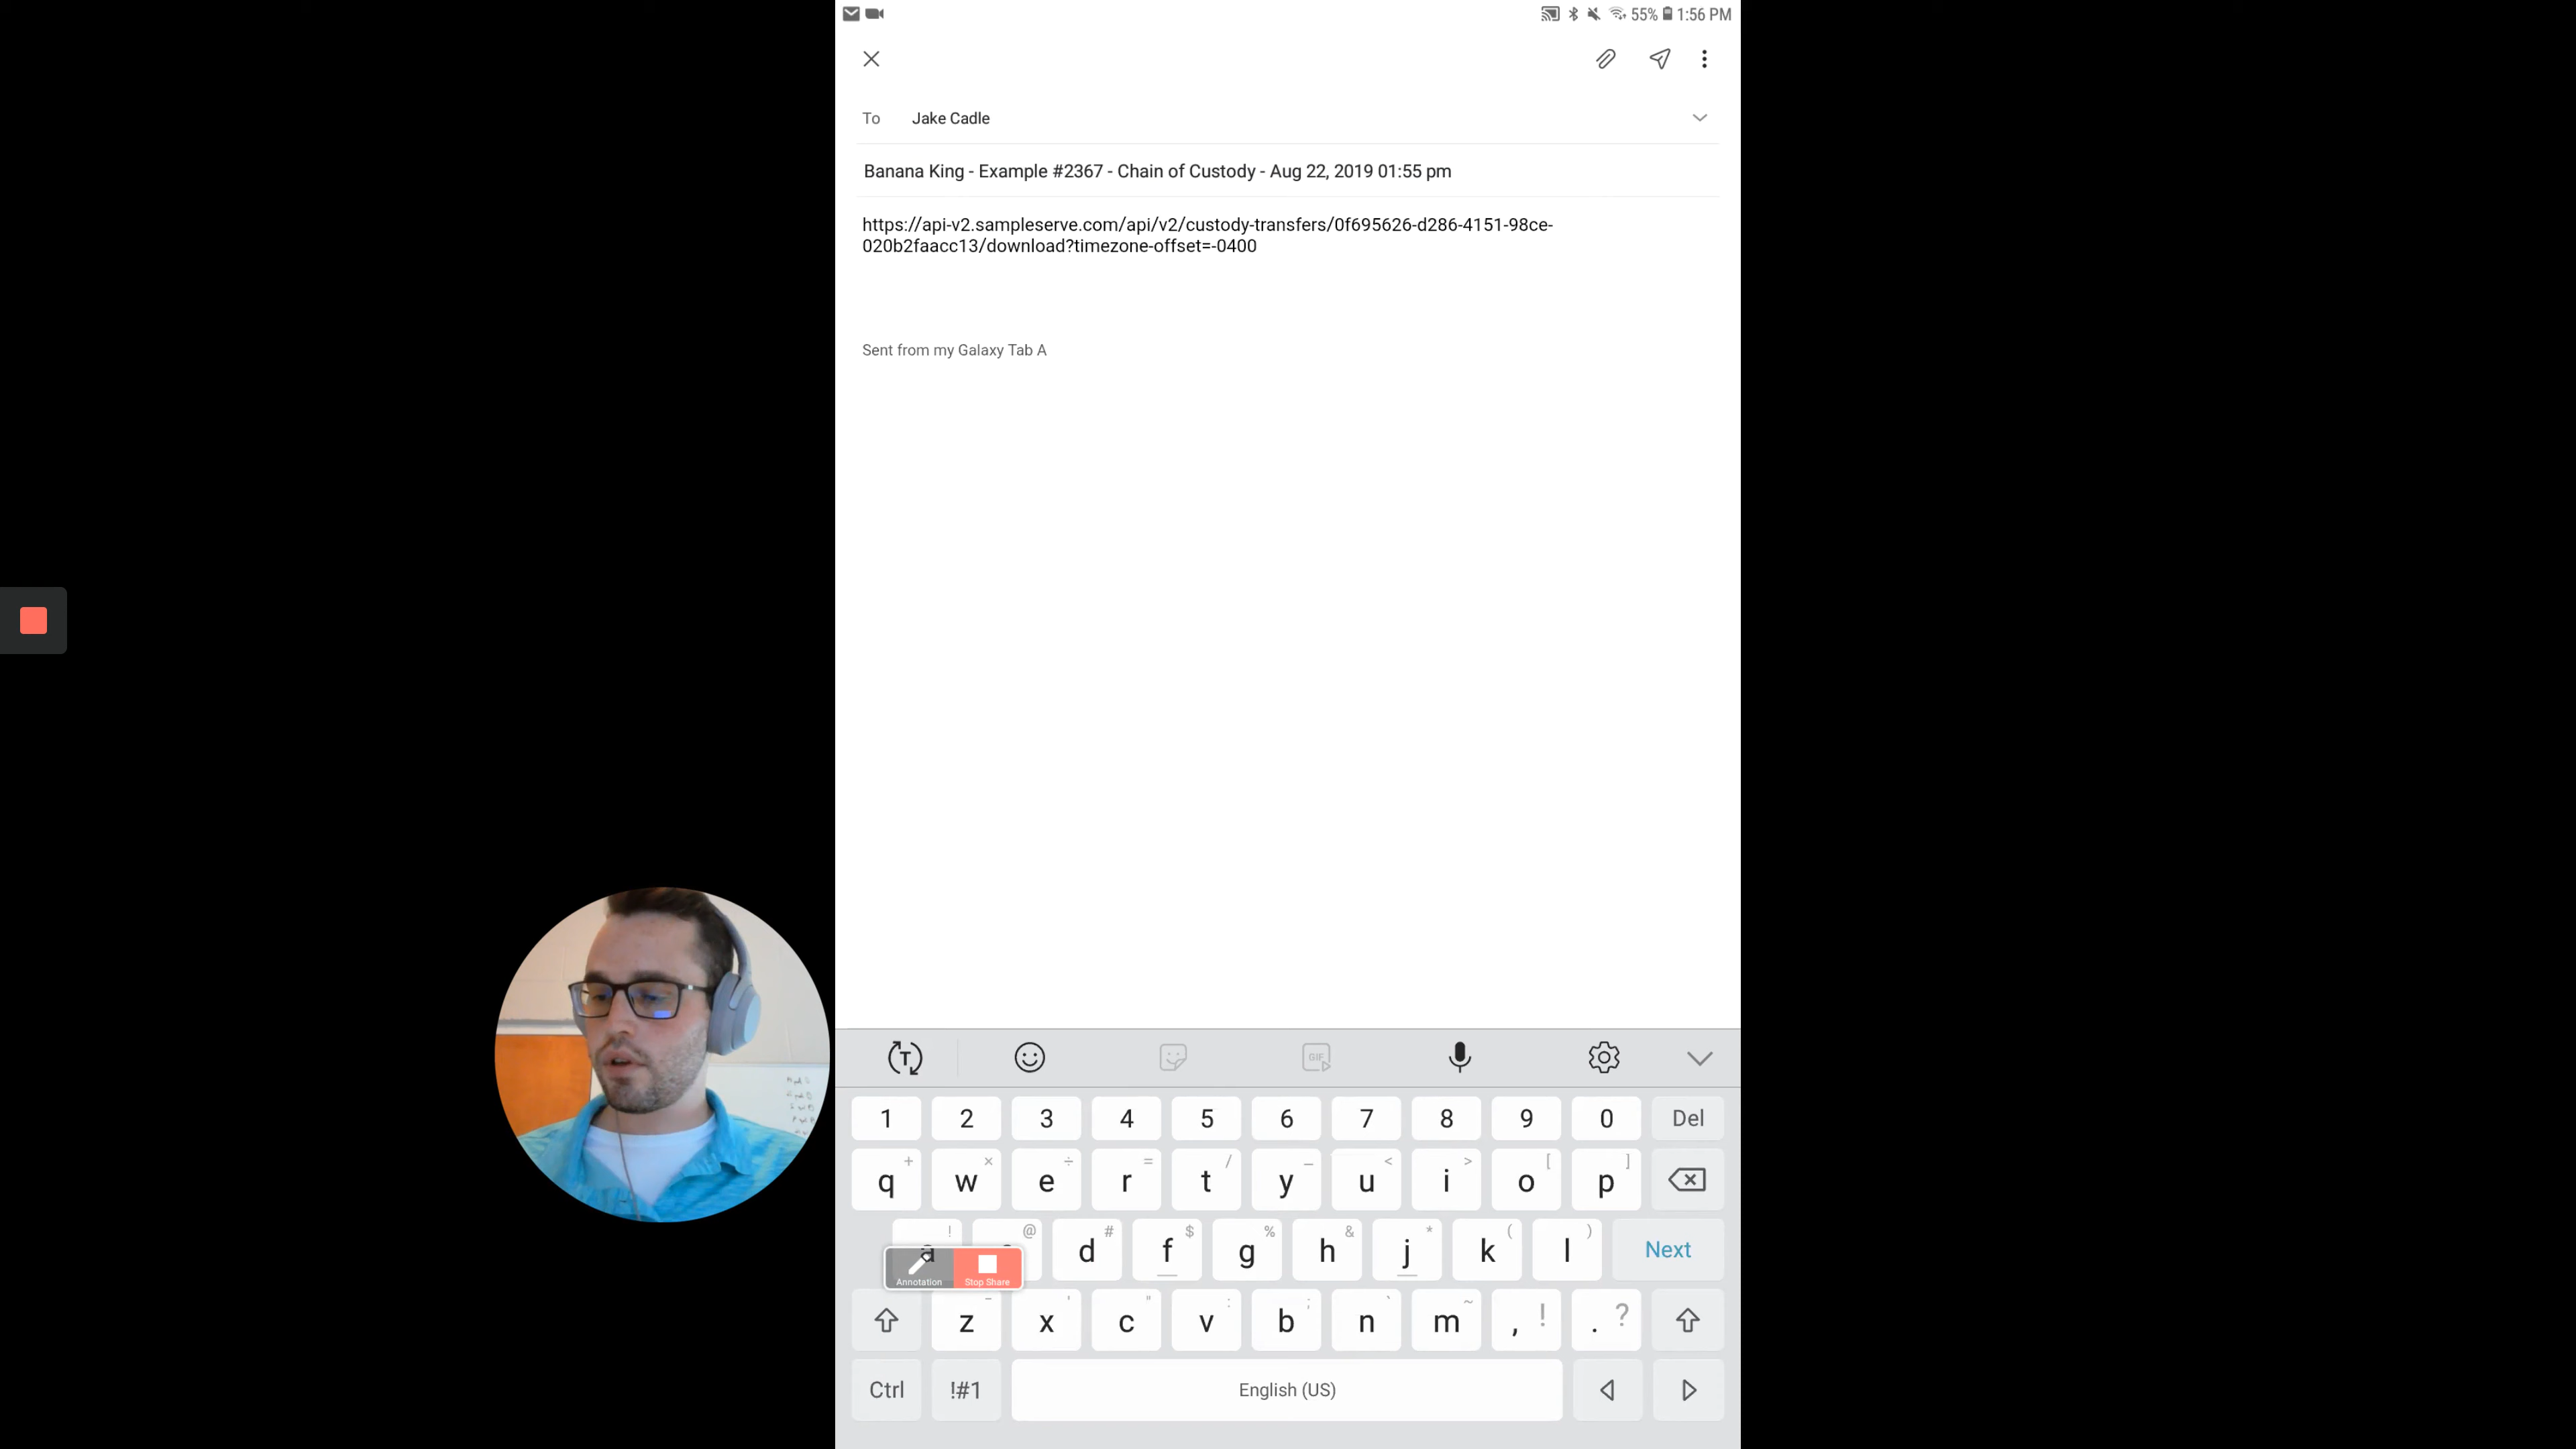 55% 1:56 PM
To Jake Cadle
Banana King - Example #2367 - Chain of Custody - Aug 22, 2019 01:55 pm
https://api-v2.sampleserve.com/api/v2/custody-transfers/0f695626-d286-4151-98ce-
020b2faacc13/download?timezone-offset=-0400
Sent from my Galaxy Tab A
T GIF
1 2 3 4 5 6 7 8 9 0 Del
+ × ÷ = / _ < > [ ]
q w e r t y u i o p
! @ # $ % & * ( )
a d f g h j k l Next
Annotation Stop Share
- ' " : ; ` ~ ! ?
z x c v b n m , .
Ctrl !#1 English (US)